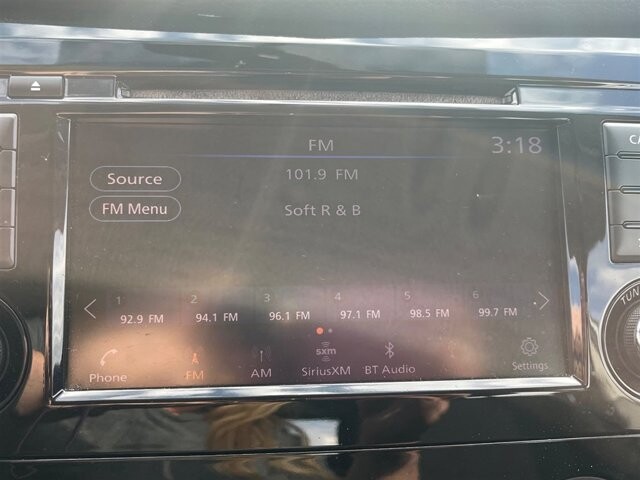 FM 3:18
Source 101.9 FM
FM Menu Soft R & B
1 2 3 4 5 6
92.9 FM 94.1 FM 96.1 FM 97.1 FM 98.5 FM 99.7 FM
sxm
Phone FM AM SiriusXM BT Audio Settings
TUN